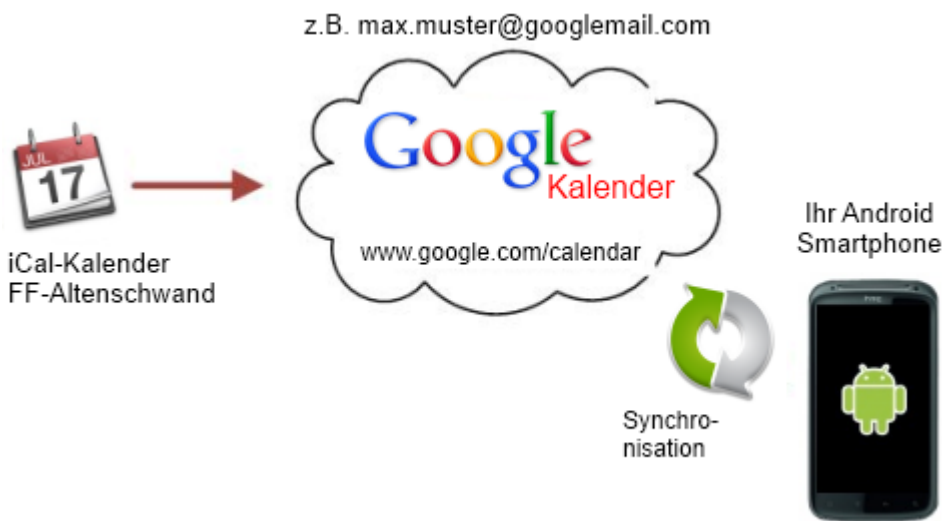 z.B. max.muster@googlemail.com
Google
Kalender
www.google.com/calendar
JUL
17
iCal-Kalender
FF-Altenschwand
Ihr Android
Smartphone
hTC
Synchro-
nisation